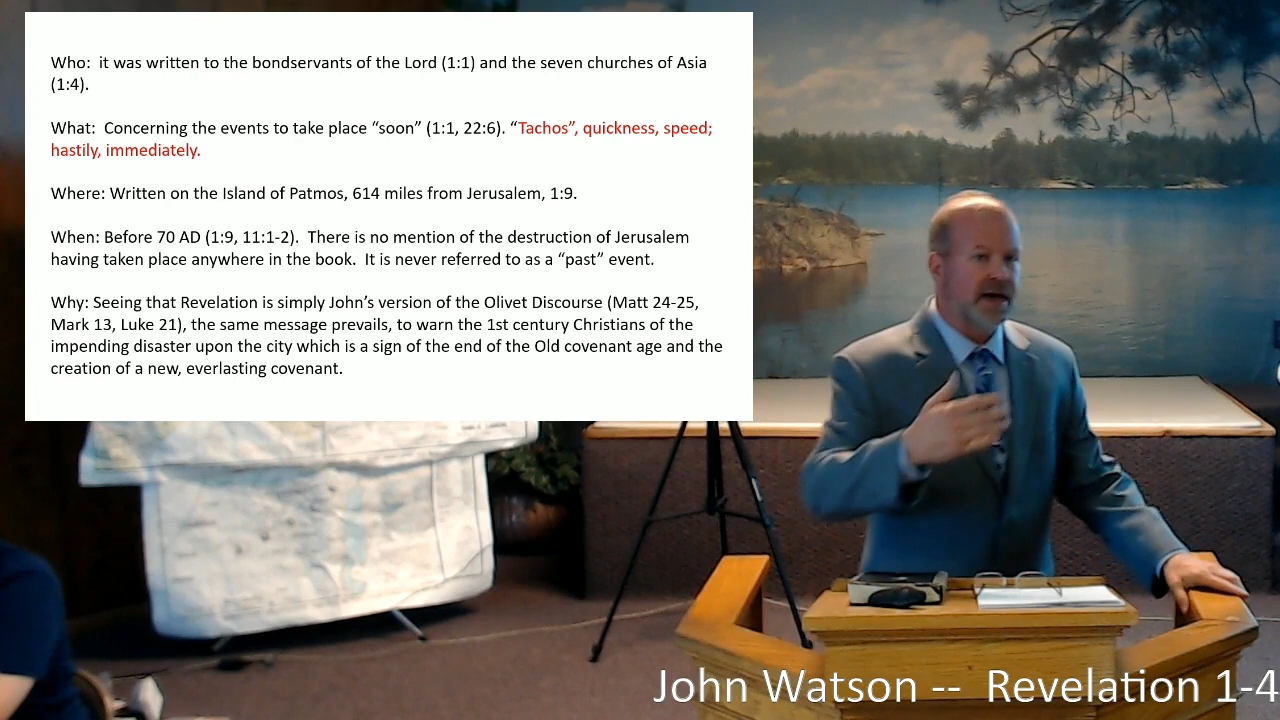 Who:  it was written to the bondservants of the Lord (1:1) and the seven churches of Asia
(1:4).
What:  Concerning the events to take place “soon” (1:1, 22:6). “Tachos”, quickness, speed;
hastily, immediately.
Where: Written on the Island of Patmos, 614 miles from Jerusalem, 1:9.
When: Before 70 AD (1:9, 11:1-2).  There is no mention of the destruction of Jerusalem
having taken place anywhere in the book.  It is never referred to as a “past” event.
Why: Seeing that Revelation is simply John’s version of the Olivet Discourse (Matt 24-25,
Mark 13, Luke 21), the same message prevails, to warn the 1st century Christians of the
impending disaster upon the city which is a sign of the end of the Old covenant age and the
creation of a new, everlasting covenant.
John Watson --  Revelation 1-4